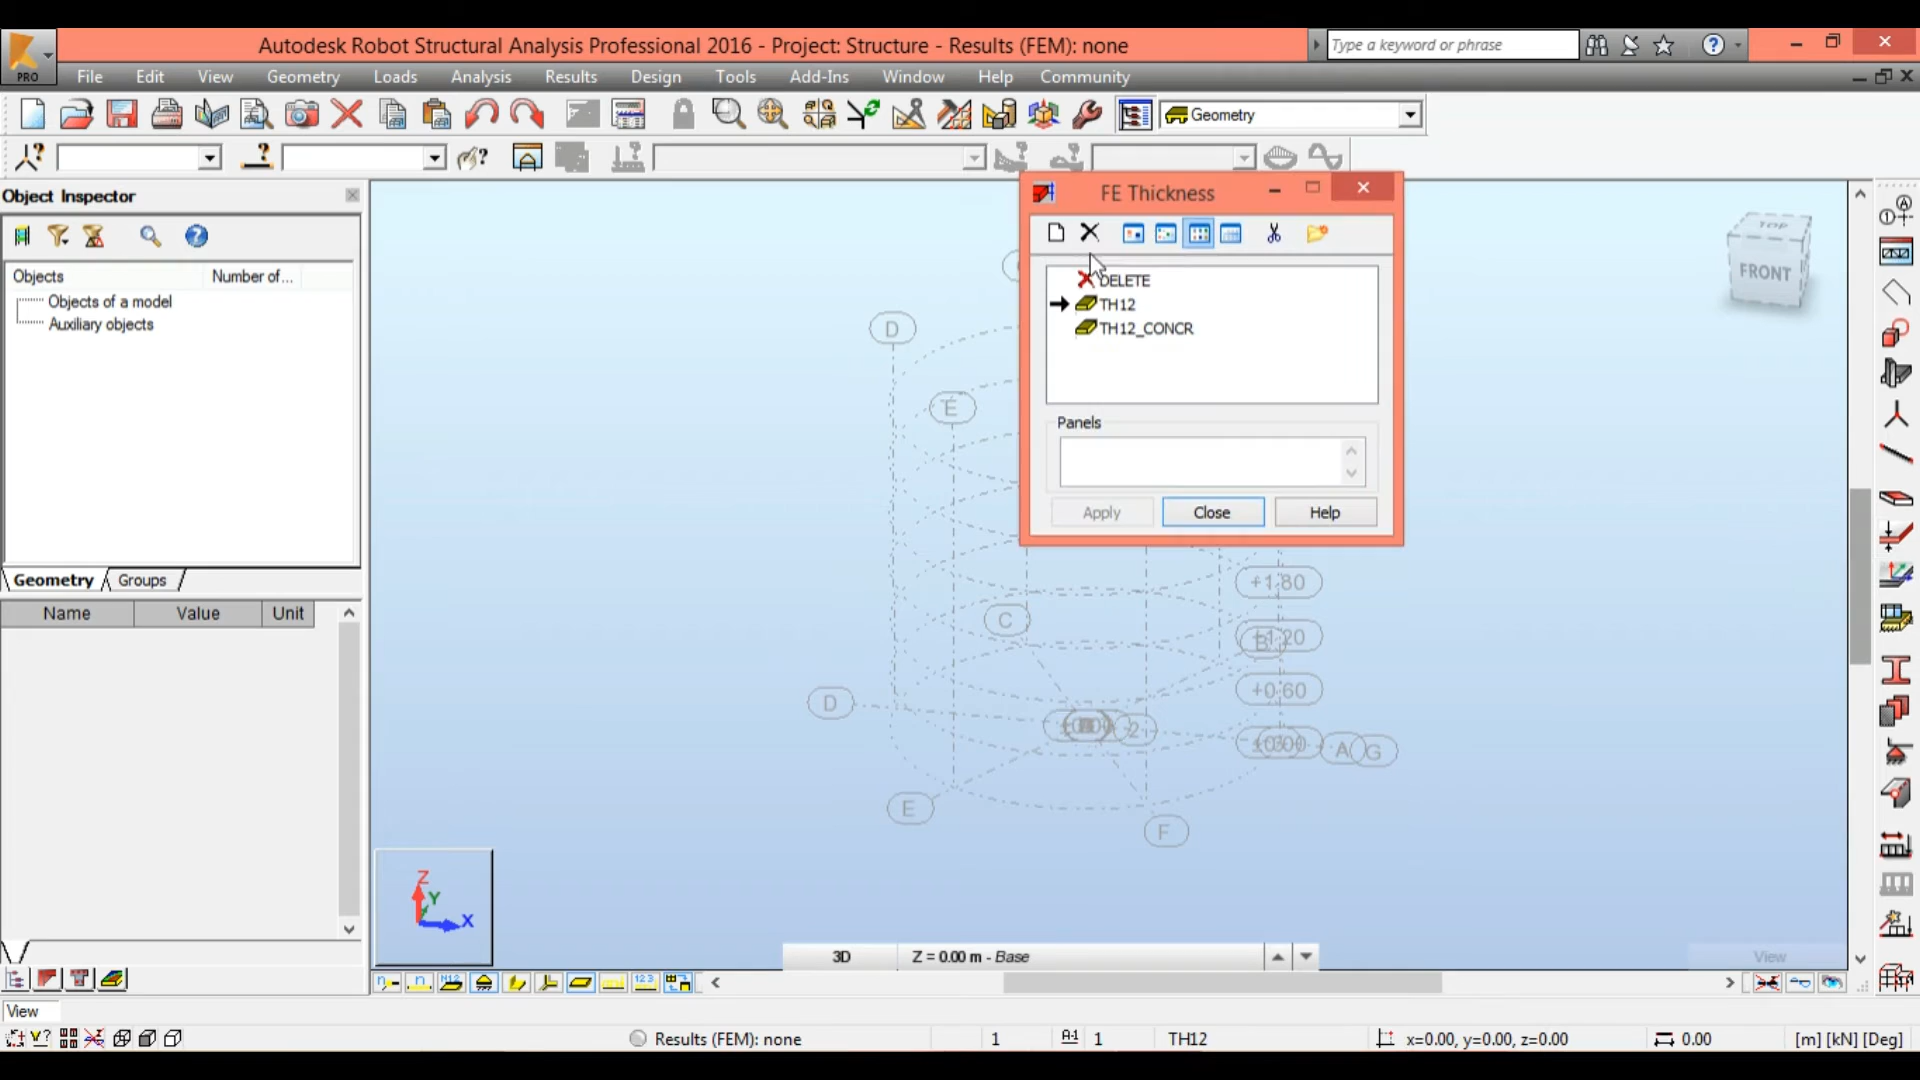 Autodesk Robot Structural Analysis Professional 2016 - Project: Structure - Results (FEM): none
Type a keyword or phrase
PRO
File Edit View Geometry Loads Analysis Results Design Tools Add-Ins Window Help Community
Geometry
Object Inspector
Objects Number of...
Objects of a model
Auxiliary objects
Geometry Groups
Name Value Unit
FE Thickness
DELETE
TH12
TH12_CONCR
Panels
Apply Close Help
TOP
FRONT
D
E
+1.80
C
+1.20
B
+0.60
D
2
A G
E
F
Z
Y
X
3D Z = 0.00 m - Base
View
View
Results (FEM): none 1 1 TH12 x=0.00, y=0.00, z=0.00 0.00 [m] [kN] [Deg]